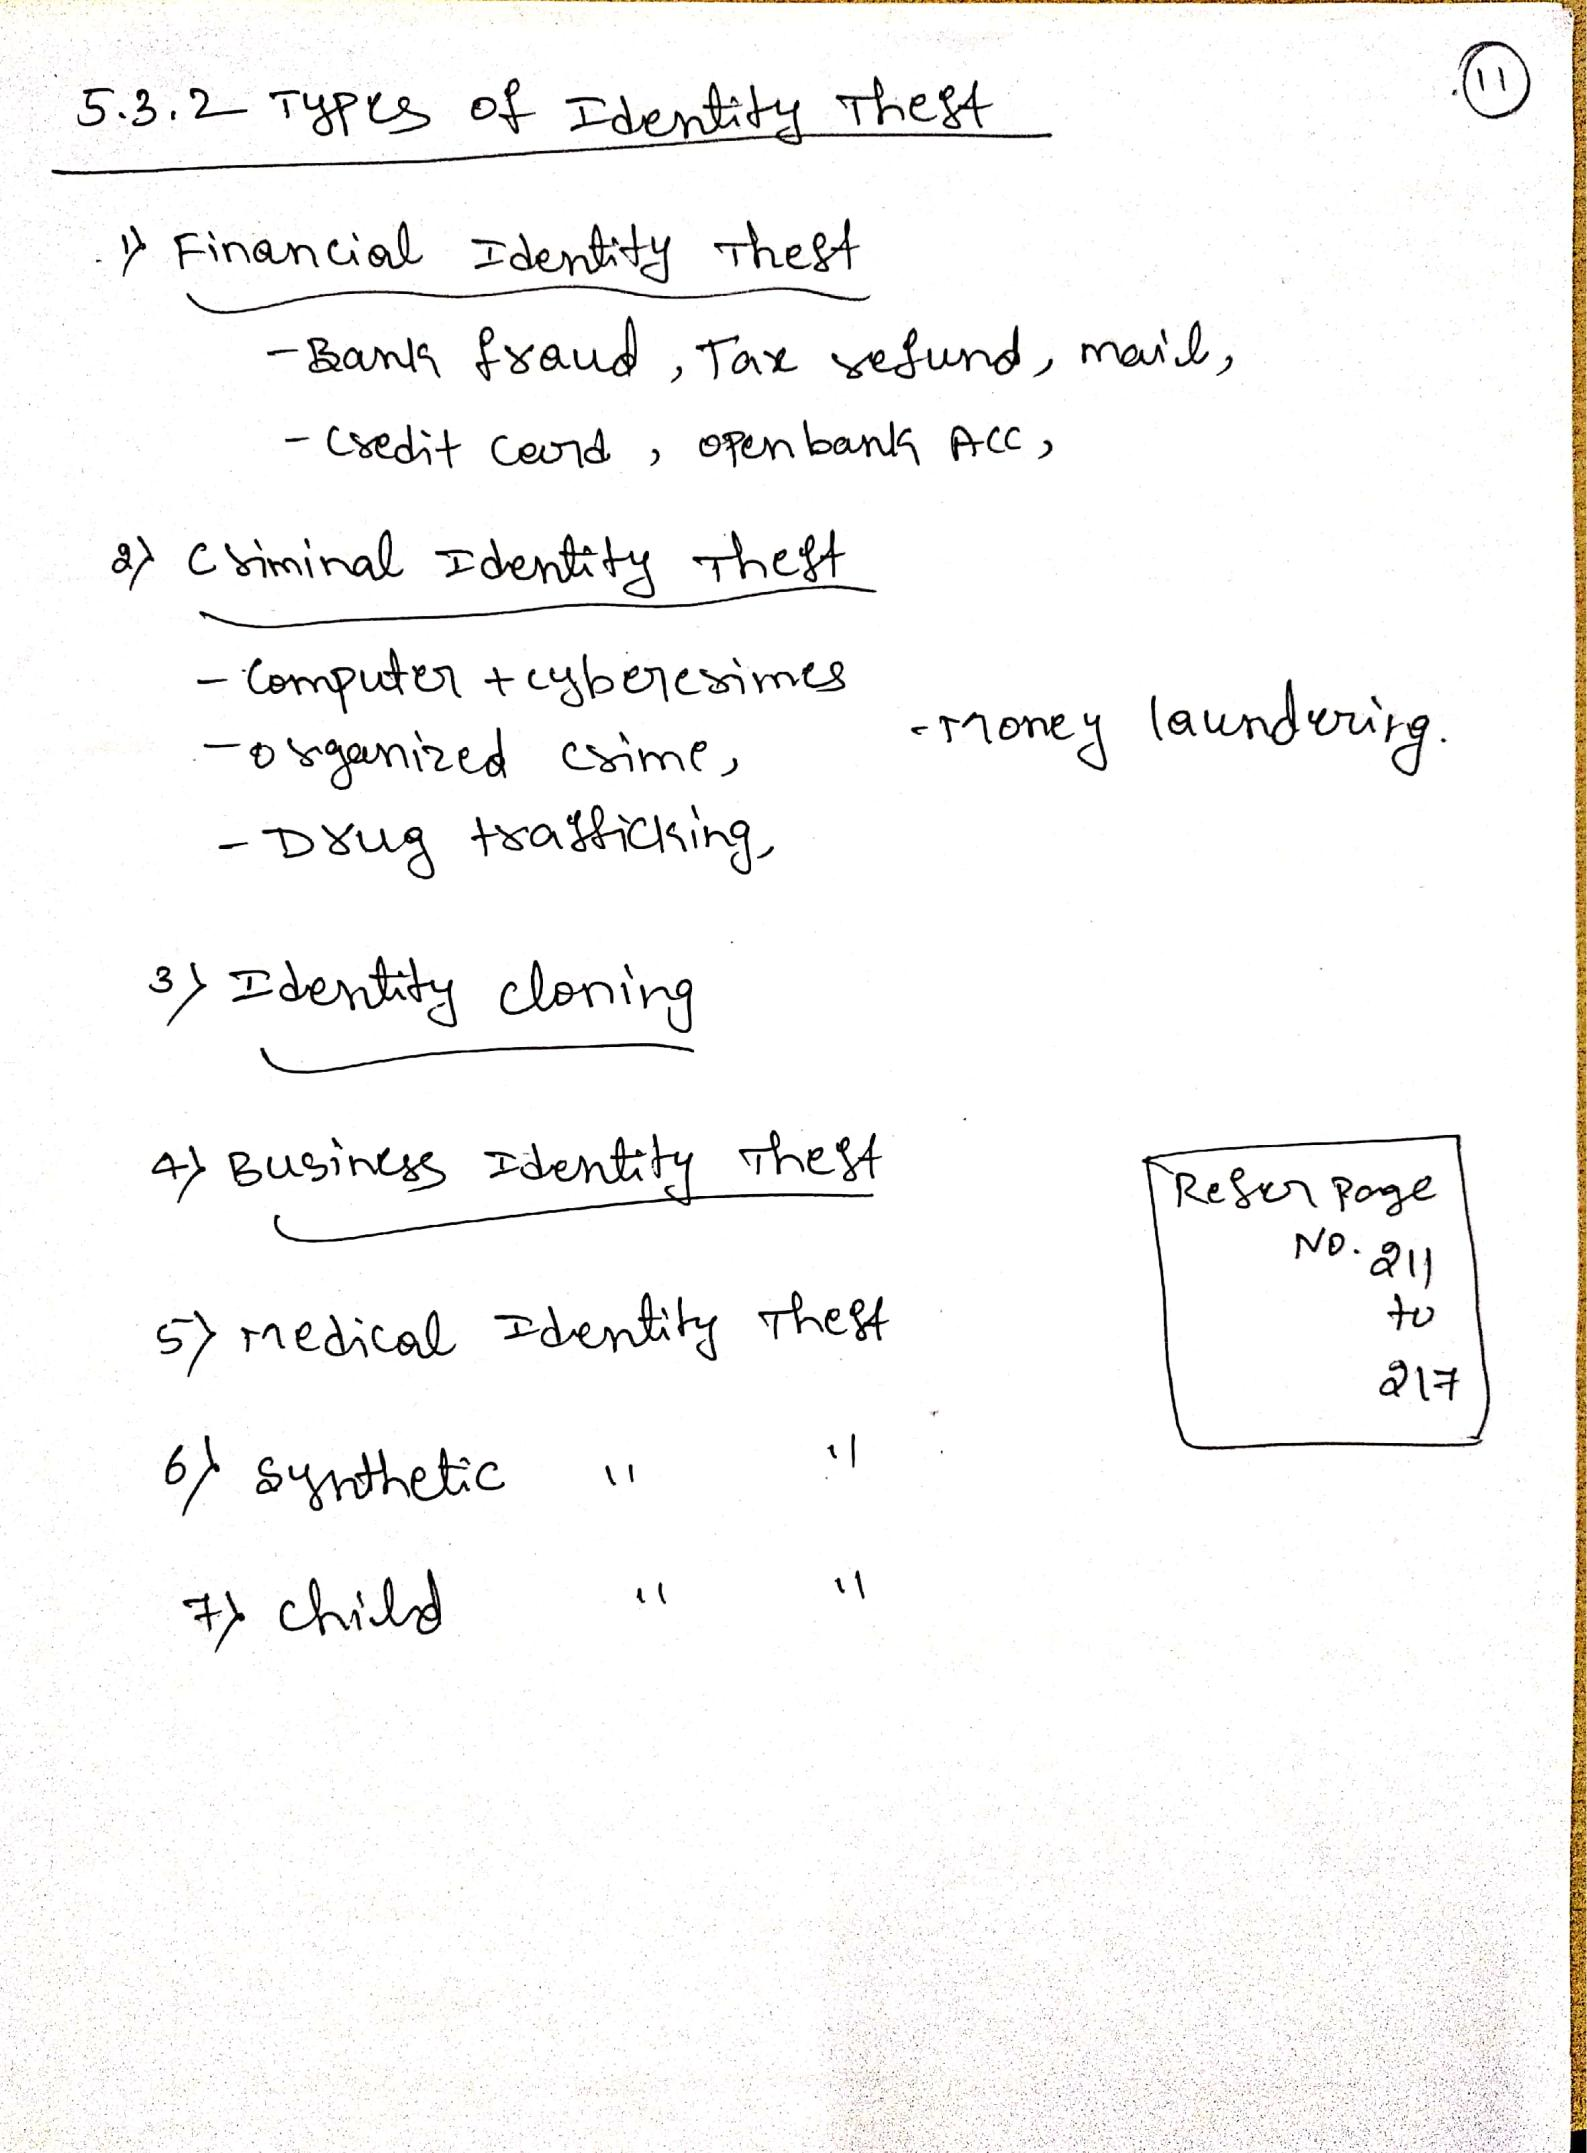 11
5.3.2 Types of Identity Theft
1) Financial Identity Theft
- Bank fraud, Tax refund, mail,
- Credit card, open bank Acc,
2) Criminal Identity Theft
- Computer + cybercrimes
- Money laundering.
- organized crime,
- Drug trafficking,
3) Identity cloning
4) Business Identity Theft
5) Medical Identity Theft
6) Synthetic " "
7) child " "
Refer Page
No. 211
to
217